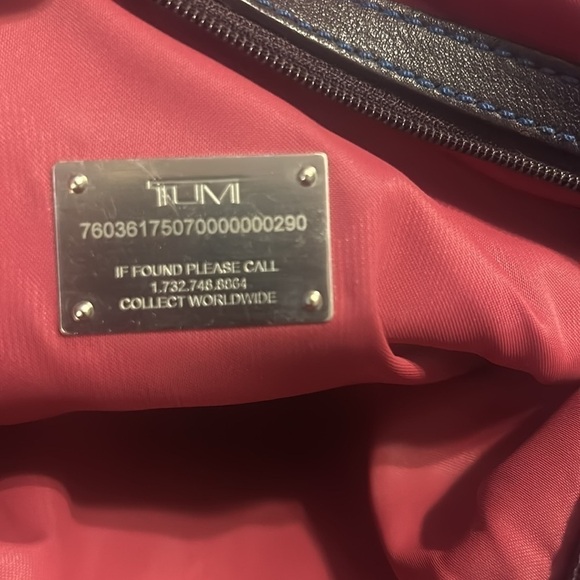 TUMI
76036175070000000290
IF FOUND PLEASE CALL
1.732.748.8864
COLLECT WORLDWIDE